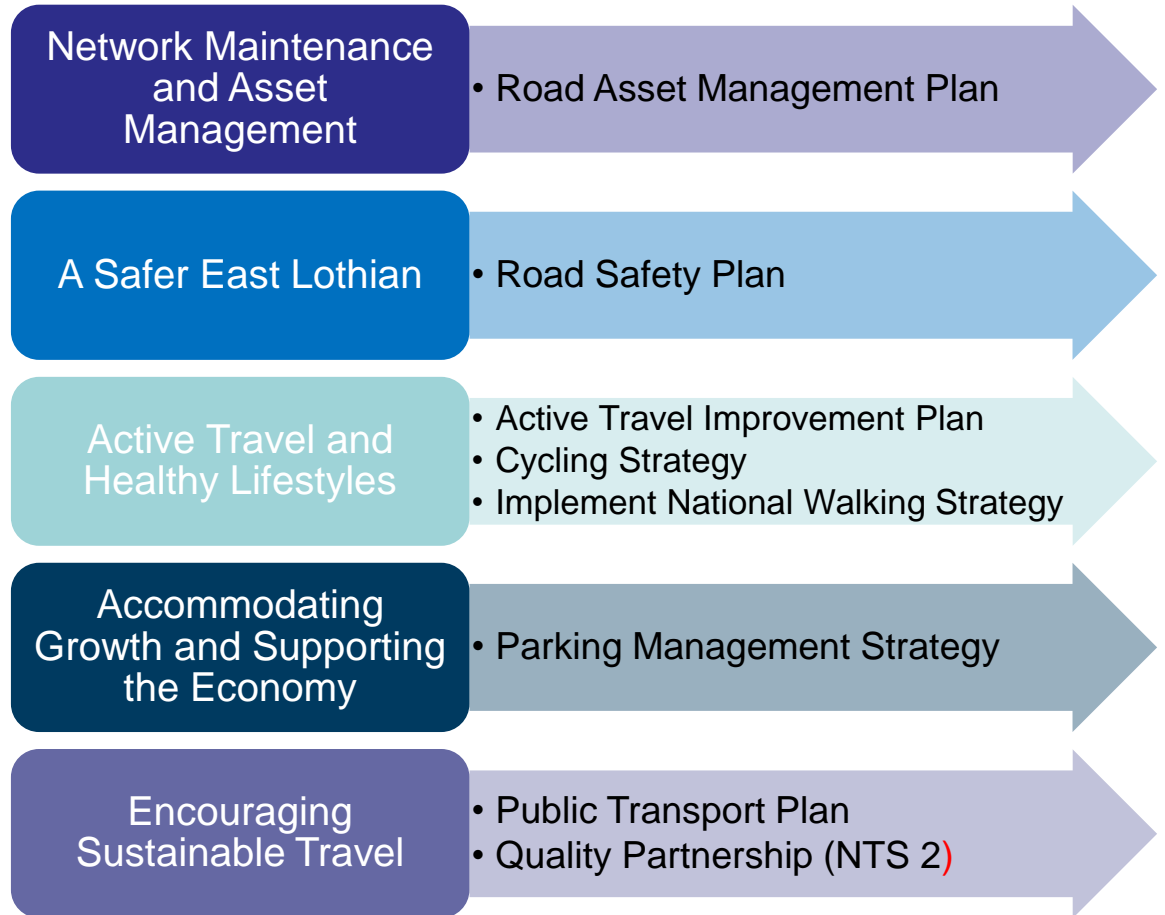 Network Maintenance
and Asset
Management
• Road Asset Management Plan
A Safer East Lothian
• Road Safety Plan
Active Travel and
Healthy Lifestyles
• Active Travel Improvement Plan
• Cycling Strategy
• Implement National Walking Strategy
Accommodating
Growth and Supporting
the Economy
• Parking Management Strategy
Encouraging
Sustainable Travel
• Public Transport Plan
• Quality Partnership (NTS 2)